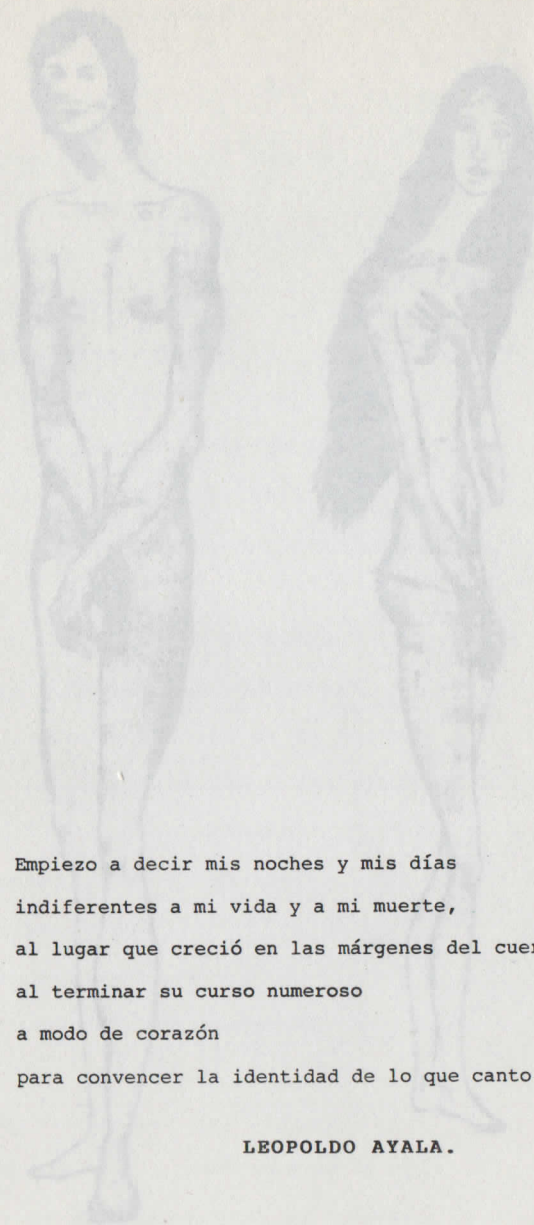 Empiezo a decir mis noches y mis días
indiferentes a mi vida y a mi muerte,
al lugar que creció en las márgenes del
al terminar su curso numeroso
a modo de corazón
para convencer la identidad de lo que canto
LEOPOLDO AYALA.